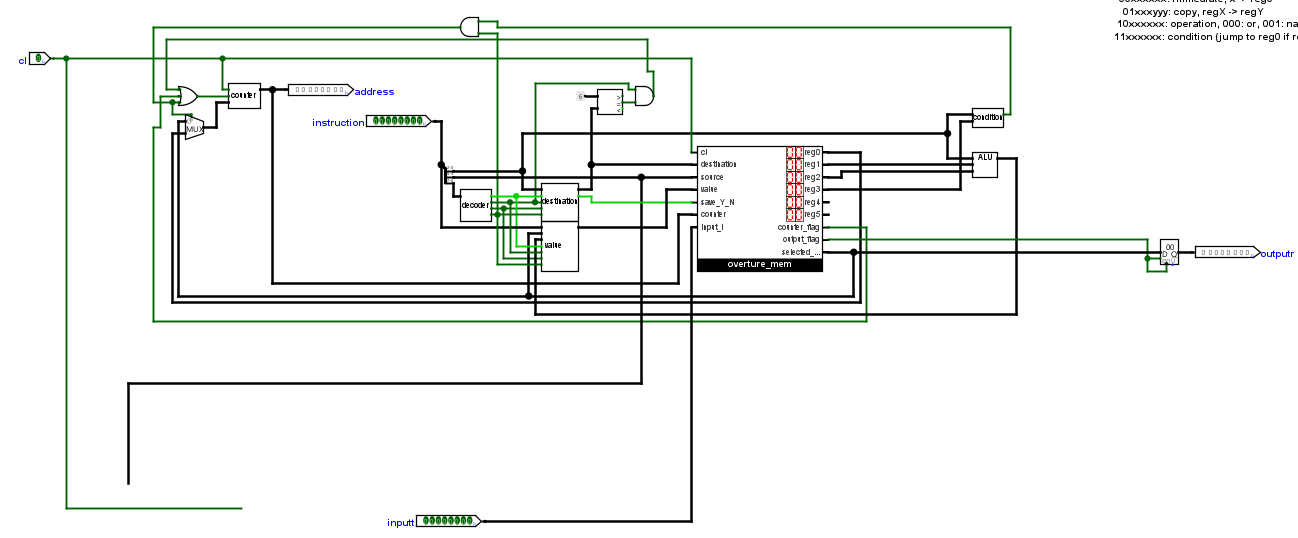 01xxxyyy: copy, regX -> regY
10xxxxxx: operation, 000: or, 001: na
11xxxxxx: condition (jump to reg0 if r
cl
counter
address
MUX
instruction
condition
ALU
cl
destination
source
value
save_Y_N
counter
input_i
reg0
reg1
reg2
reg3
reg4
reg5
counter_flag
output_flag
selected_...
overture_mem
decoder
destination
value
00
D Q
outputr
inputt